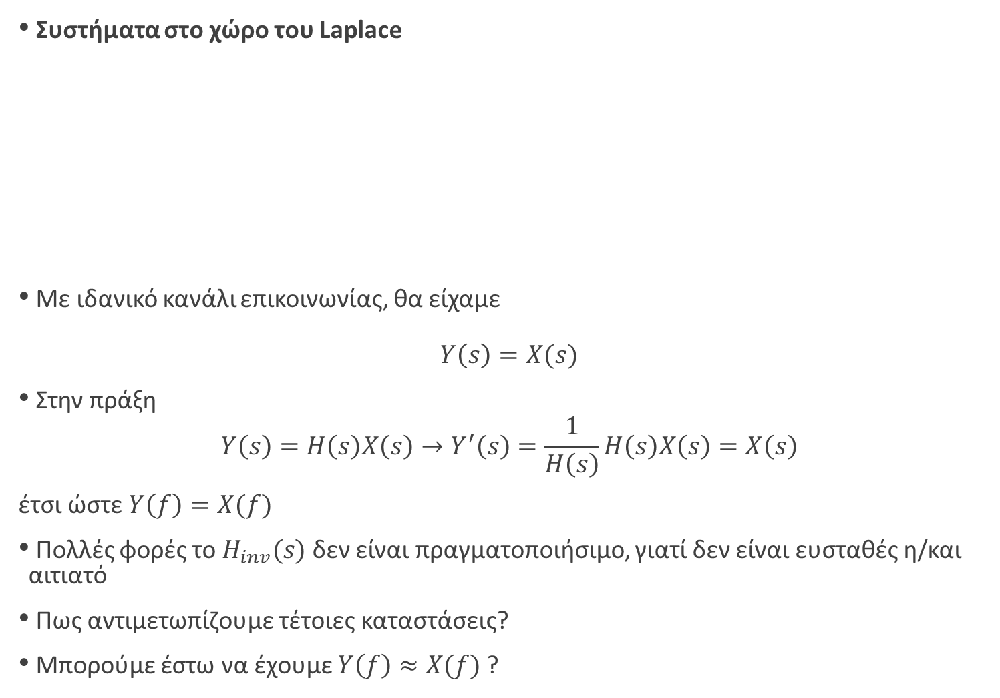 • Συστήματα στο χώρο του Laplace
• Με ιδανικό κανάλι επικοινωνίας, θα είχαμε
Y(s) = X(s)
• Στην πράξη
Y(s) = H(s)X(s) → Y′(s) = \frac{1}{H(s)} H(s)X(s) = X(s)
έτσι ώστε Y(f) = X(f)
• Πολλές φορές το H_{inv}(s) δεν είναι πραγματοποιήσιμο, γιατί δεν είναι ευσταθές η/και
αιτιατό
• Πως αντιμετωπίζουμε τέτοιες καταστάσεις?
• Μπορούμε έστω να έχουμε Y(f) ≈ X(f) ?